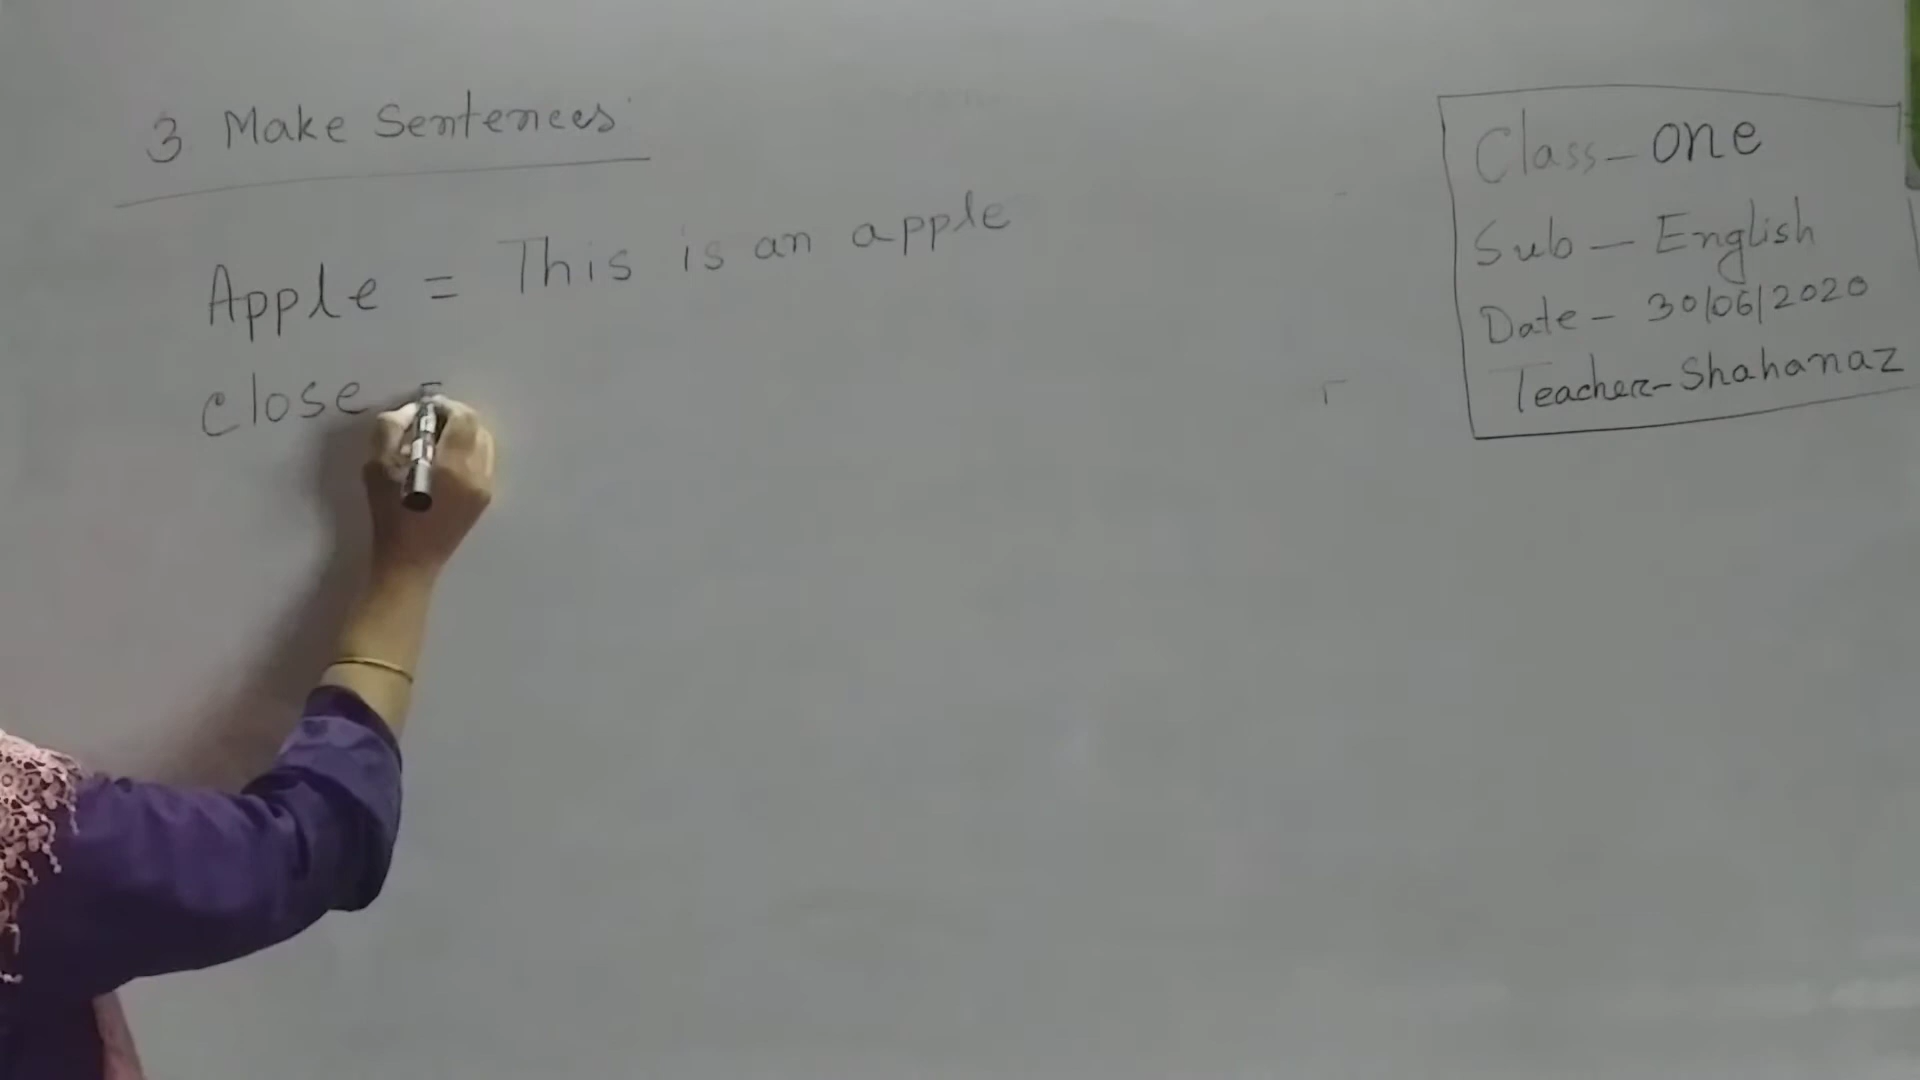 3 Make Sentences
Apple = This is an apple
Close =
Class - One
Sub - English
Date - 30/06/2020
Teacher - Shahanaz